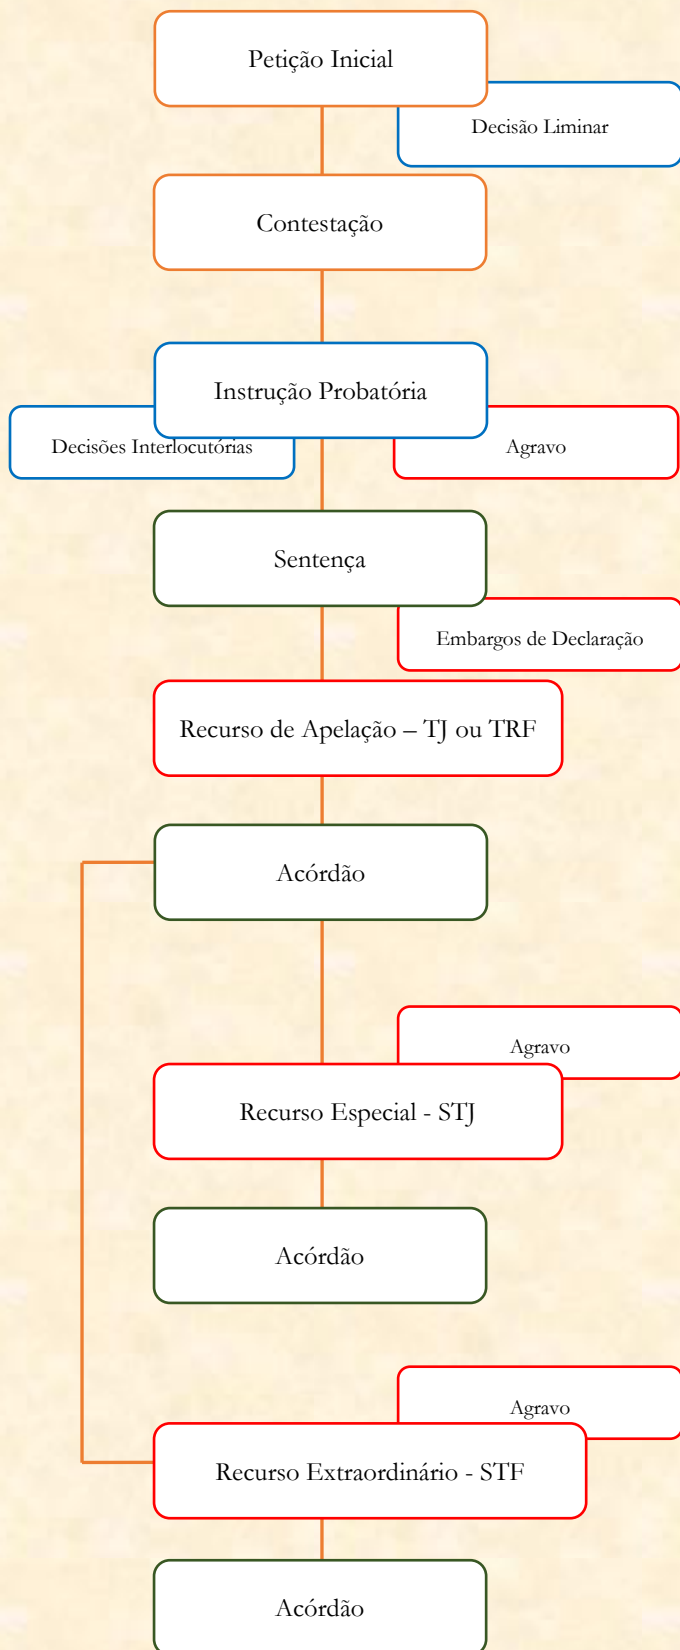 Petição Inicial
Decisão Liminar
Contestação
Instrução Probatória
Decisões Interlocutórias
Agravo
Sentença
Embargos de Declaração
Recurso de Apelação – TJ ou TRF
Acórdão
Agravo
Recurso Especial - STJ
Acórdão
Agravo
Recurso Extraordinário - STF
Acórdão